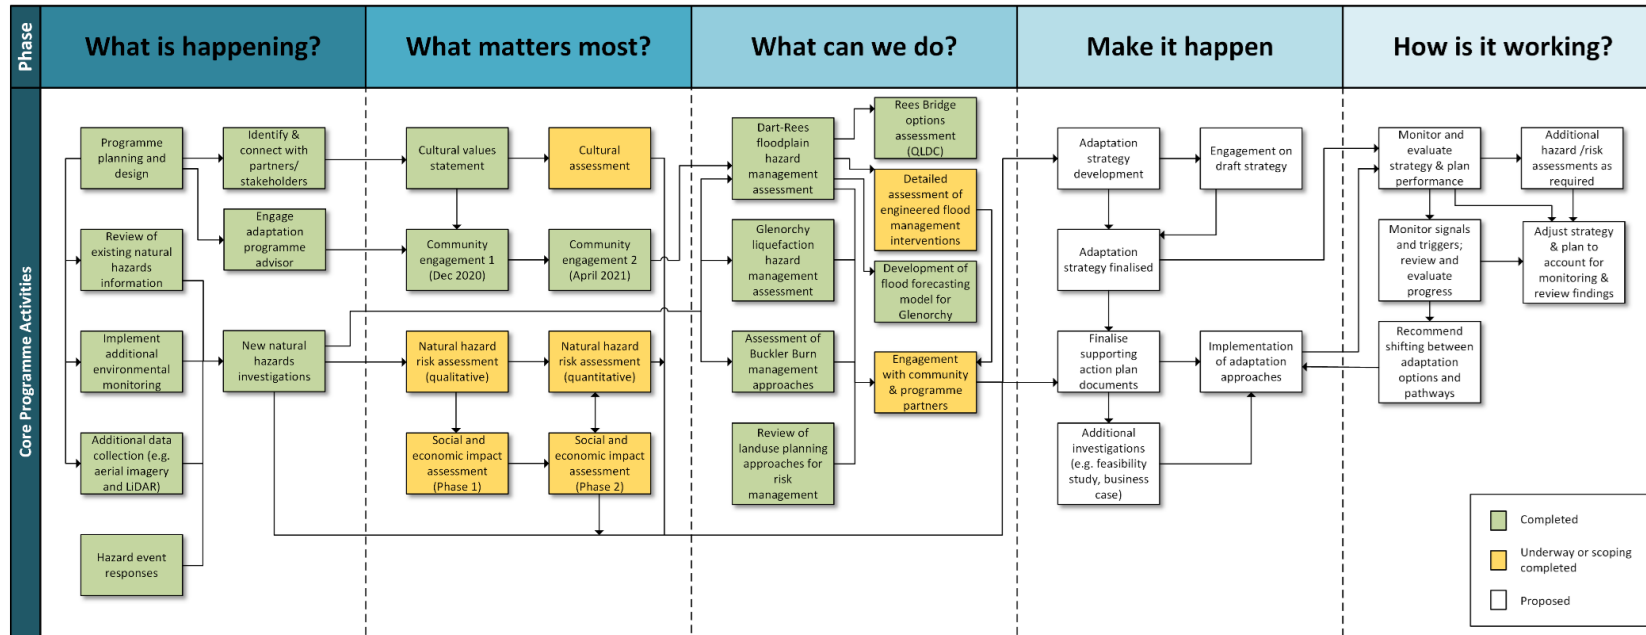 Phase
What is happening?
What matters most?
What can we do?
Make it happen
How is it working?
Core Programme Activities
Programme
planning and
design
Identify &
connect with
partners/
stakeholders
Engage
adaptation
programme
advisor
Review of
existing natural
hazards
information
Implement
additional
environmental
monitoring
New natural
hazards
investigations
Additional data
collection (e.g.
aerial imagery
and LiDAR)
Hazard event
responses
Cultural values
statement
Cultural
assessment
Community
engagement 1
(Dec 2020)
Community
engagement 2
(April 2021)
Natural hazard
risk assessment
(qualitative)
Natural hazard
risk assessment
(quantitative)
Social and
economic impact
assessment
(Phase 1)
Social and
economic impact
assessment
(Phase 2)
Dart-Rees
floodplain
hazard
management
assessment
Rees Bridge
options
assessment
(QLDC)
Detailed
assessment of
engineered flood
management
interventions
Glenorchy
liquefaction
hazard
management
assessment
Development of
flood forecasting
model for
Glenorchy
Assessment of
Buckler Burn
management
approaches
Engagement
with community
& programme
partners
Review of
landuse planning
approaches for
risk
management
Adaptation
strategy
development
Engagement on
draft strategy
Adaptation
strategy finalised
Finalise
supporting
action plan
documents
Implementation
of adaptation
approaches
Additional
investigations
(e.g. feasibility
study, business
case)
Monitor and
evaluate
strategy & plan
performance
Additional
hazard /risk
assessments as
required
Monitor signals
and triggers;
review and
evaluate
progress
Adjust strategy
& plan to
account for
monitoring &
review findings
Recommend
shifting between
adaptation
options and
pathways
Completed
Underway or scoping
completed
Proposed